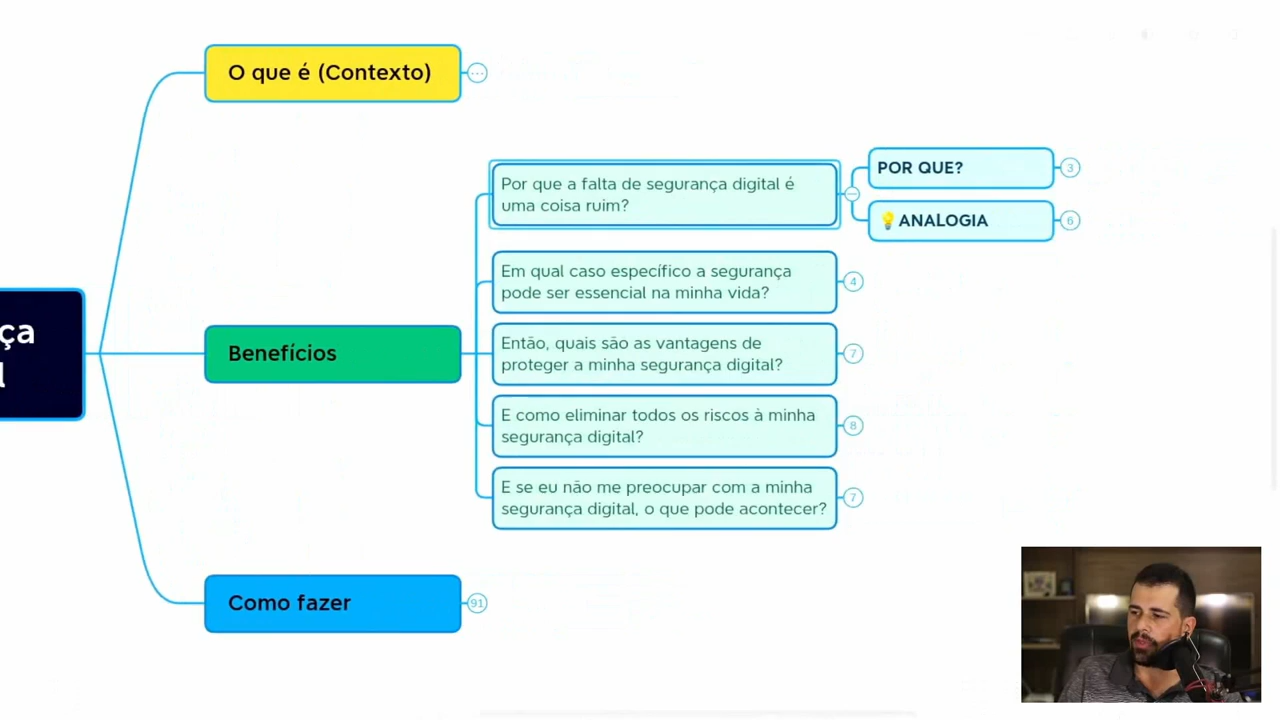 O que é (Contexto)
...
Por que a falta de segurança digital é
uma coisa ruim?
POR QUE?
3
💡ANALOGIA
6
Em qual caso específico a segurança
pode ser essencial na minha vida?
4
ça
l
Benefícios
Então, quais são as vantagens de
proteger a minha segurança digital?
7
E como eliminar todos os riscos à minha
segurança digital?
8
E se eu não me preocupar com a minha
segurança digital, o que pode acontecer?
7
Como fazer
91